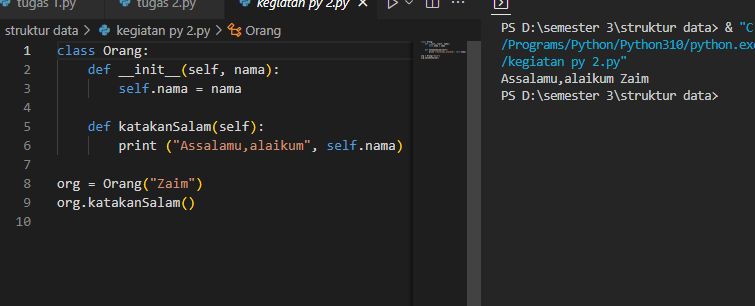 tugas 1.py tugas 2.py kegiatan py 2.py
struktur data > kegiatan py 2.py > Orang
1 class Orang:
2 def __init__(self, nama):
3 self.nama = nama
4
5 def katakanSalam(self):
6 print ("Assalamu,alaikum", self.nama)
7
8 org = Orang("Zaim")
9 org.katakanSalam()
10
PS D:\semester 3\struktur data> & "C
/Programs/Python/Python310/python.exe
/kegiatan py 2.py"
Assalamu,alaikum Zaim
PS D:\semester 3\struktur data>